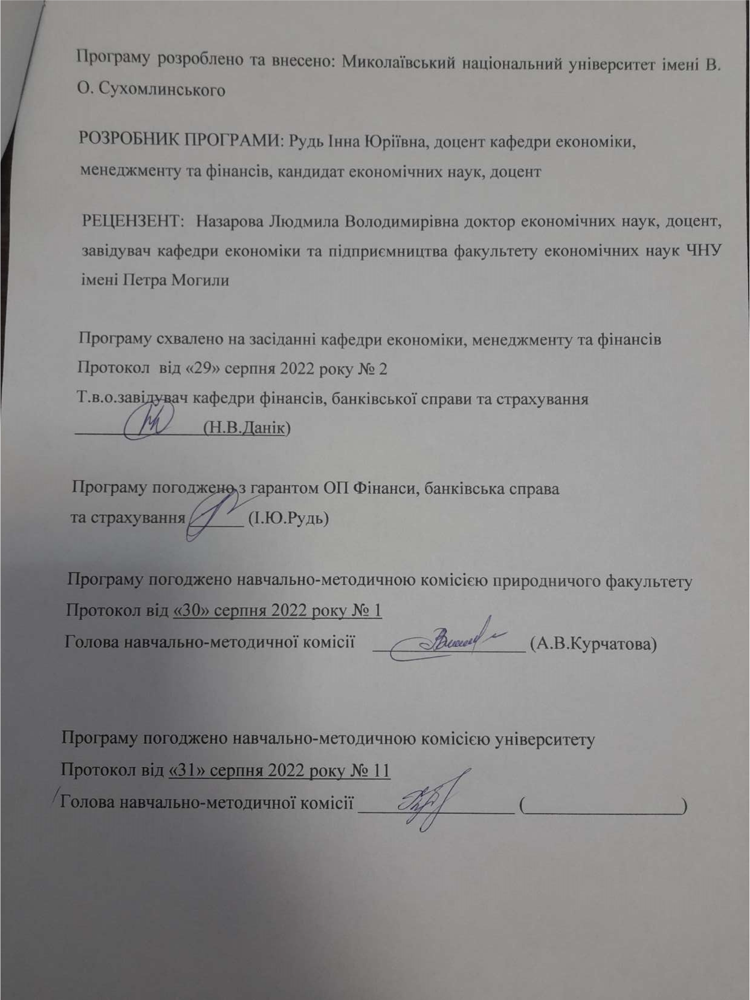 Програму розроблено та внесено: Миколаївський національний університет імені В.
О. Сухомлинського
РОЗРОБНИК ПРОГРАМИ: Рудь Інна Юріївна, доцент кафедри економіки,
менеджменту та фінансів, кандидат економічних наук, доцент
РЕЦЕНЗЕНТ: Назарова Людмила Володимирівна доктор економічних наук, доцент,
завідувач кафедри економіки та підприємництва факультету економічних наук ЧНУ
імені Петра Могили
Програму схвалено на засіданні кафедри економіки, менеджменту та фінансів
Протокол від «29» серпня 2022 року № 2
Т.в.о.завідувач кафедри фінансів, банківської справи та страхування
(Н.В.Данік)
Програму погоджено з гарантом ОП Фінанси, банківська справа
та страхування ______ (І.Ю.Рудь)
Програму погоджено навчально-методичною комісією природничого факультету
Протокол від «30» серпня 2022 року № 1
Голова навчально-методичної комісії ______ (А.В.Курчатова)
Програму погоджено навчально-методичною комісією університету
Протокол від «31» серпня 2022 року № 11
Голова навчально-методичної комісії ______ (______)